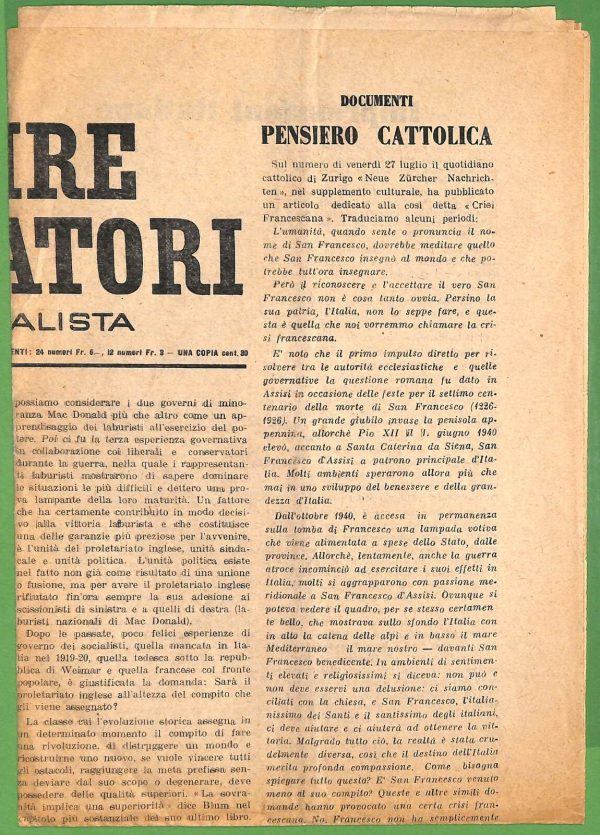 IRE
ATORI
ALISTA
ENTI: 24 numeri Fr. 6.–, 12 numeri Fr. 3 – UNA COPIA cent. 30
possiamo considerare i due governi di mino-
ranza Mac Donald più che altro come un ap-
prendisaggio dei laburisti all'esercizio del po-
tere. Poi ci fu la terza esperienza governativa
in collaborazione coi liberali e conservatori
durante la guerra, nella quale i rappresentan-
ti laburisti mostrarono di sapere dominare
le situazioni le più difficili e dettero una pro-
va lampante della loro maturità. Un fattore
che ha certamente contribuito in modo decisi-
vo alla vittoria laburista e che costituisce
una delle garanzie più preziose per l'avvenire,
è l'unità del proletariato inglese, unità sinda-
cale e unità politica. L'unità politica esiste
nel fatto non già come risultato di una unione
o fusione, ma per avere il proletariato inglese
rifiutato fin'ora sempre la sua adesione ai
scissionisti di sinistra e a quelli di destra (la-
buristi nazionali di Mac Donald).
Dopo le passate, poco felici esperienze di
governo dei socialisti, quella mancata in Ita-
lia nel 1919-20, quella tedesca sotto la repub-
blica di Weimar e quella francese col fronte
popolare, è giustificata la domanda: Sarà il
proletariato inglese all'altezza del compito che
gli viene assegnato?
La classe cui l'evoluzione storica assegna in
un determinato momento il compito di fare
una rivoluzione, di distruggere un mondo e
ricostruirne uno nuovo, se vuole vincere tutti
gli ostacoli, raggiungere la meta prefissa sen-
za deviare dal suo scopo o degenerare, deve
possedere delle qualità superiori. « La sovra-
nità implica una superiorità » dice Blum nel
capitolo più sostanziale del suo ultimo libro.
DOCUMENTI
PENSIERO CATTOLICA
Sul numero di venerdì 27 luglio il quotidiano
cattolico di Zurigo « Neue Zürcher Nachrich-
ten », nel supplemento culturale, ha pubblicato
un articolo dedicato alla così detta « Crisi
Francescana ». Traduciamo alcuni periodi:
L'umanità, quando sente o pronuncia il no-
me di San Francesco, dovrebbe meditare quello
che San Francesco insegnò al mondo e che po-
trebbe tutt'ora insegnare.
Però il riconoscere e l'accettare il vero San
Francesco non è cosa tanto ovvia. Persino la
sua patria, l'Italia, non lo seppe fare, e que-
sta è quella che noi vorremmo chiamare la cri-
si francescana.
E' noto che il primo impulso diretto per ri-
solvere tra le autorità ecclesiastiche e quelle
governative la questione romana fu dato in
Assisi in occasione delle feste per il settimo cen-
tenario della morte di San Francesco (1226-
1926). Un grande giubilo invase la penisola ap-
pennina, allorchè Pio XII il 1. giugno 1940
elevò, accanto a Santa Caterina da Siena, San
Francesco d'Assisi a patrono principale d'Ita-
lia. Molti ambienti sperarono allora più che
mai in uno sviluppo del benessere e della gran-
dezza d'Italia.
Dall'ottobre 1940, è accesa in permanenza
sulla tomba di Francesco una lampada votiva
che viene alimentata a spese dello Stato, dalle
province. Allorchè, lentamente, anche la guerra
atroce incominciò ad esercitare i suoi effetti in
Italia, molti si aggrapparono con passione me-
ridionale a San Francesco d'Assisi. Ovunque si
poteva vedere il quadro, per se stesso certamen-
te bello, che mostrava sullo sfondo l'Italia con
in alto la catena delle alpi e in basso il mare
Mediterraneo – il mare nostro – davanti San
Francesco benedicente. In ambienti di sentimen-
ti elevati e religiosissimi si diceva: non può e
non deve esservi una delusione: ci siamo con-
ciliati con la chiesa, e San Francesco, l'italia-
nissimo dei Santi e il santissimo degli italiani,
ci deve aiutare e ci aiuterà ad ottenere la vit-
toria. Malgrado tutto ciò, la realtà è stata cru-
delmente diversa, così che il destino dell'Italia
merita profonda compassione. Come bisogna
spiegare tutto questo? E' San Francesco venuto
meno al suo compito? Queste e altre simili do-
mande hanno provocato una certa crisi fran-
cescana. No. Francesco non ha semplicemente